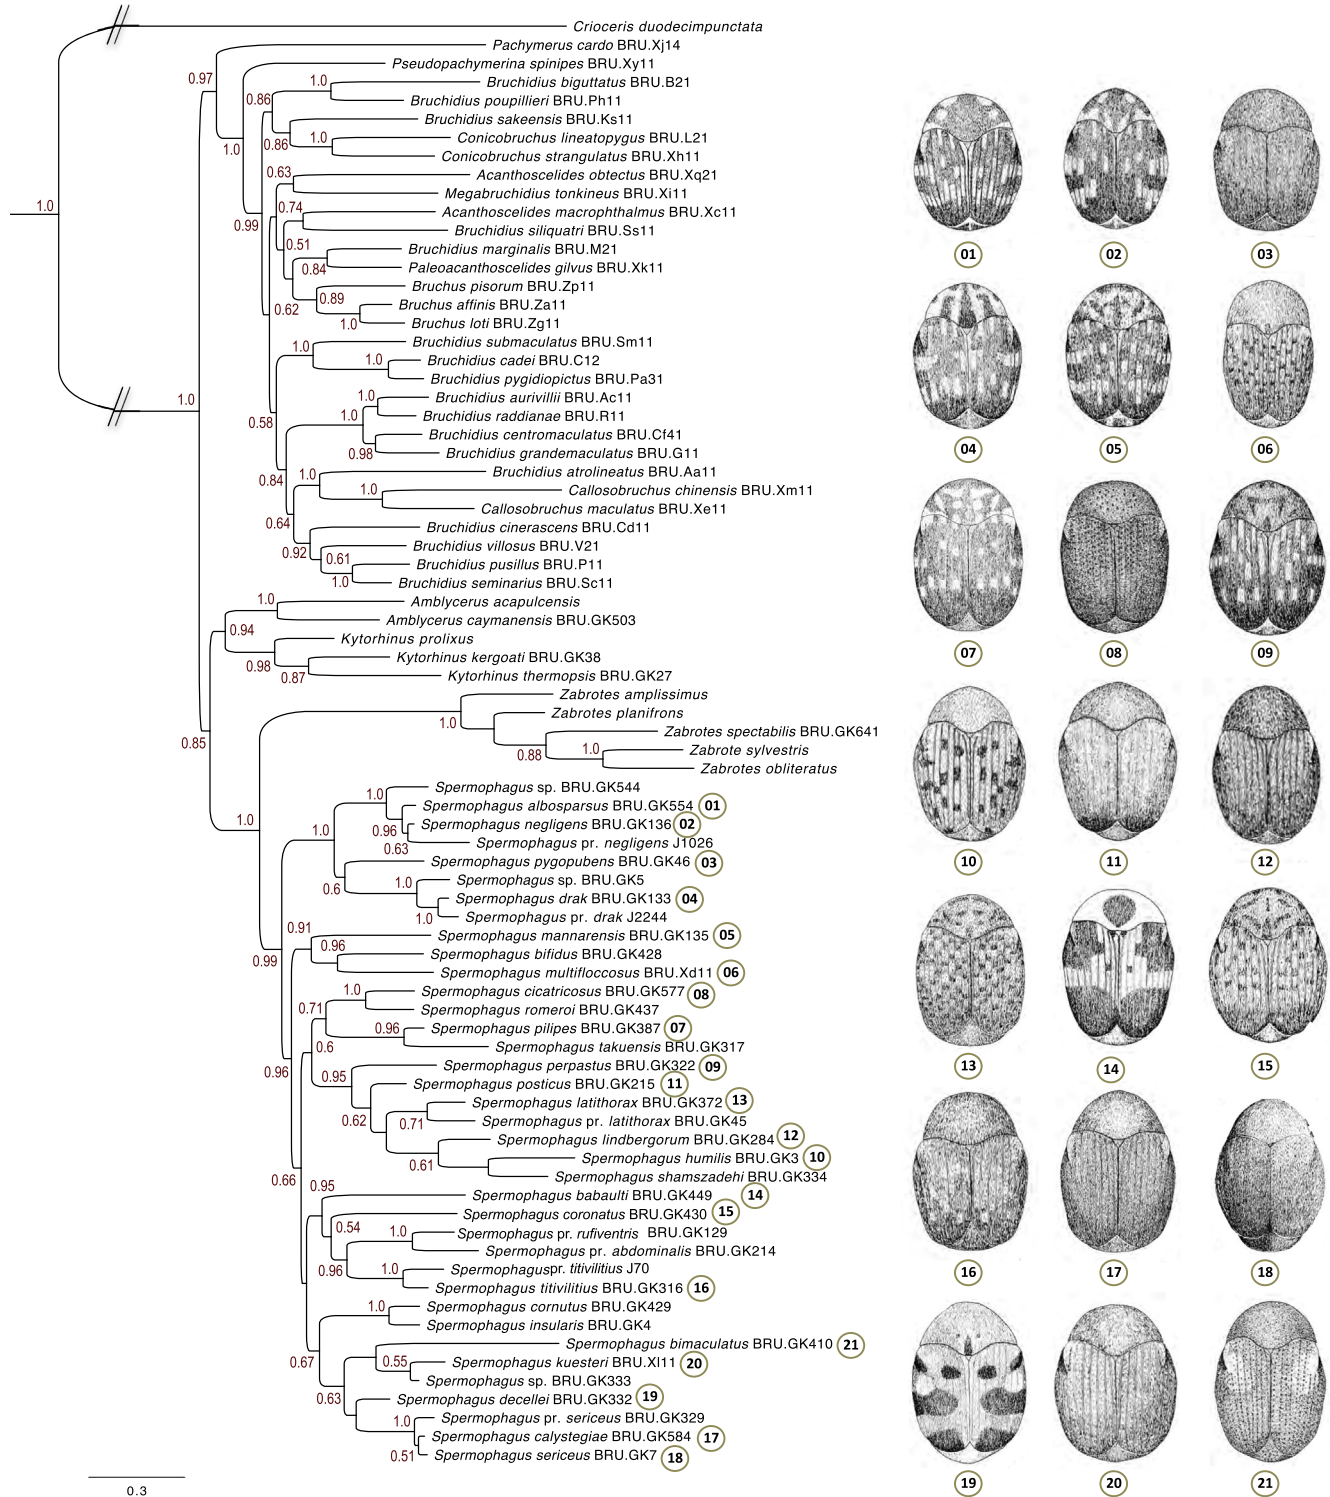 Crioceris duodecimpunctata
Pachymerus cardo BRU.Xj14
0.97
Pseudopachymerina spinipes BRU.Xy11
1.0 Bruchidius biguttatus BRU.B21
0.86 Bruchidius poupillieri BRU.Ph11
Bruchidius sakeensis BRU.Ks11
1.0 0.86 1.0 Conicobruchus lineatopygus BRU.L21
Conicobruchus strangulatus BRU.Xh11
0.63 Acanthoscelides obtectus BRU.Xq21
Megabruchidius tonkineus BRU.Xi11
1.0 0.74 Acanthoscelides macrophthalmus BRU.Xc11
0.99 Bruchidius siliquatri BRU.Ss11
0.51 Bruchidius marginalis BRU.M21
0.84 Paleoacanthoscelides gilvus BRU.Xk11
Bruchus pisorum BRU.Zp11
0.62 0.89 Bruchus affinis BRU.Za11
1.0 Bruchus loti BRU.Zg11
1.0 Bruchidius submaculatus BRU.Sm11
1.0 Bruchidius cadei BRU.C12
Bruchidius pygidiopictus BRU.Pa31
1.0 1.0 Bruchidius aurivillii BRU.Ac11
0.58 1.0 Bruchidius raddianae BRU.R11
Bruchidius centromaculatus BRU.Cf41
0.98 Bruchidius grandemaculatus BRU.G11
0.84 1.0 Bruchidius atrolineatus BRU.Aa11
1.0 Callosobruchus chinensis BRU.Xm11
Callosobruchus maculatus BRU.Xe11
0.64 Bruchidius cinerascens BRU.Cd11
0.92 Bruchidius villosus BRU.V21
0.61 Bruchidius pusillus BRU.P11
1.0 Bruchidius seminarius BRU.Sc11
1.0 Amblycerus acapulcensis
Amblycerus caymanensis BRU.GK503
0.94 Kytorhinus prolixus
0.98 Kytorhinus kergoati BRU.GK38
0.87 Kytorhinus thermopsis BRU.GK27
Zabrotes amplissimus
1.0 Zabrotes planifrons
0.85 Zabrotes spectabilis BRU.GK641
0.88 1.0 Zabrote sylvestris
Zabrotes obliteratus
1.0 Spermophagus sp. BRU.GK544
Spermophagus albosparsus BRU.GK554 01
1.0 1.0 0.96 Spermophagus negligens BRU.GK136 02
0.63 Spermophagus pr. negligens J1026
Spermophagus pygopubens BRU.GK46 03
0.6 1.0 Spermophagus sp. BRU.GK5
Spermophagus drak BRU.GK133 04
1.0 Spermophagus pr. drak J2244
0.91 Spermophagus mannarensis BRU.GK135 05
0.99 0.96 Spermophagus bifidus BRU.GK428
Spermophagus multifloccosus BRU.Xd11 06
1.0 Spermophagus cicatricosus BRU.GK577 08
0.71 Spermophagus romeroi BRU.GK437
0.96 Spermophagus pilipes BRU.GK387 07
0.6 Spermophagus takuensis BRU.GK317
0.96 0.95 Spermophagus perpastus BRU.GK322 09
Spermophagus posticus BRU.GK215 11
Spermophagus latithorax BRU.GK372 13
0.62 0.71 Spermophagus pr. latithorax BRU.GK45
Spermophagus lindbergorum BRU.GK284 12
0.61 Spermophagus humilis BRU.GK3 10
0.66 Spermophagus shamszadehi BRU.GK334
0.95 Spermophagus babaulti BRU.GK449 14
Spermophagus coronatus BRU.GK430 15
0.54 1.0 Spermophagus pr. rufiventris BRU.GK129
Spermophagus pr. abdominalis BRU.GK214
0.96 1.0 Spermophaguspr. titivilitius J70
Spermophagus titivilitius BRU.GK316 16
1.0 Spermophagus cornutus BRU.GK429
Spermophagus insularis BRU.GK4
Spermophagus bimaculatus BRU.GK410 21
0.67 0.55 Spermophagus kuesteri BRU.Xl11 20
Spermophagus sp. BRU.GK333
0.63 Spermophagus decellei BRU.GK332 19
1.0 Spermophagus pr. sericeus BRU.GK329
Spermophagus calystegiae BRU.GK584 17
0.51 Spermophagus sericeus BRU.GK7 18
0.3
01 02 03
04 05 06
07 08 09
10 11 12
13 14 15
16 17 18
19 20 21